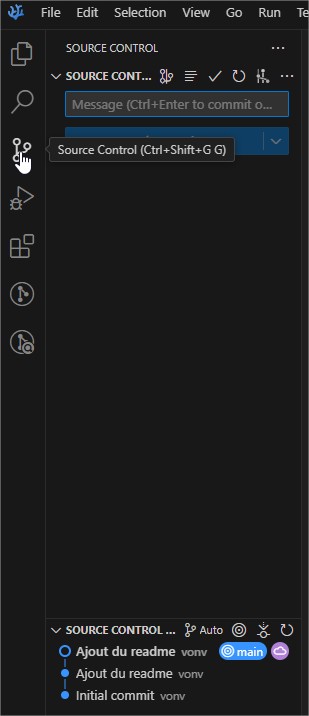 File Edit Selection View Go Run Te
SOURCE CONTROL
SOURCE CONT...
Message (Ctrl+Enter to commit o...
Source Control (Ctrl+Shift+G G)
SOURCE CONTROL ... Auto
Ajout du readme vonv main
Ajout du readme vonv
Initial commit vonv